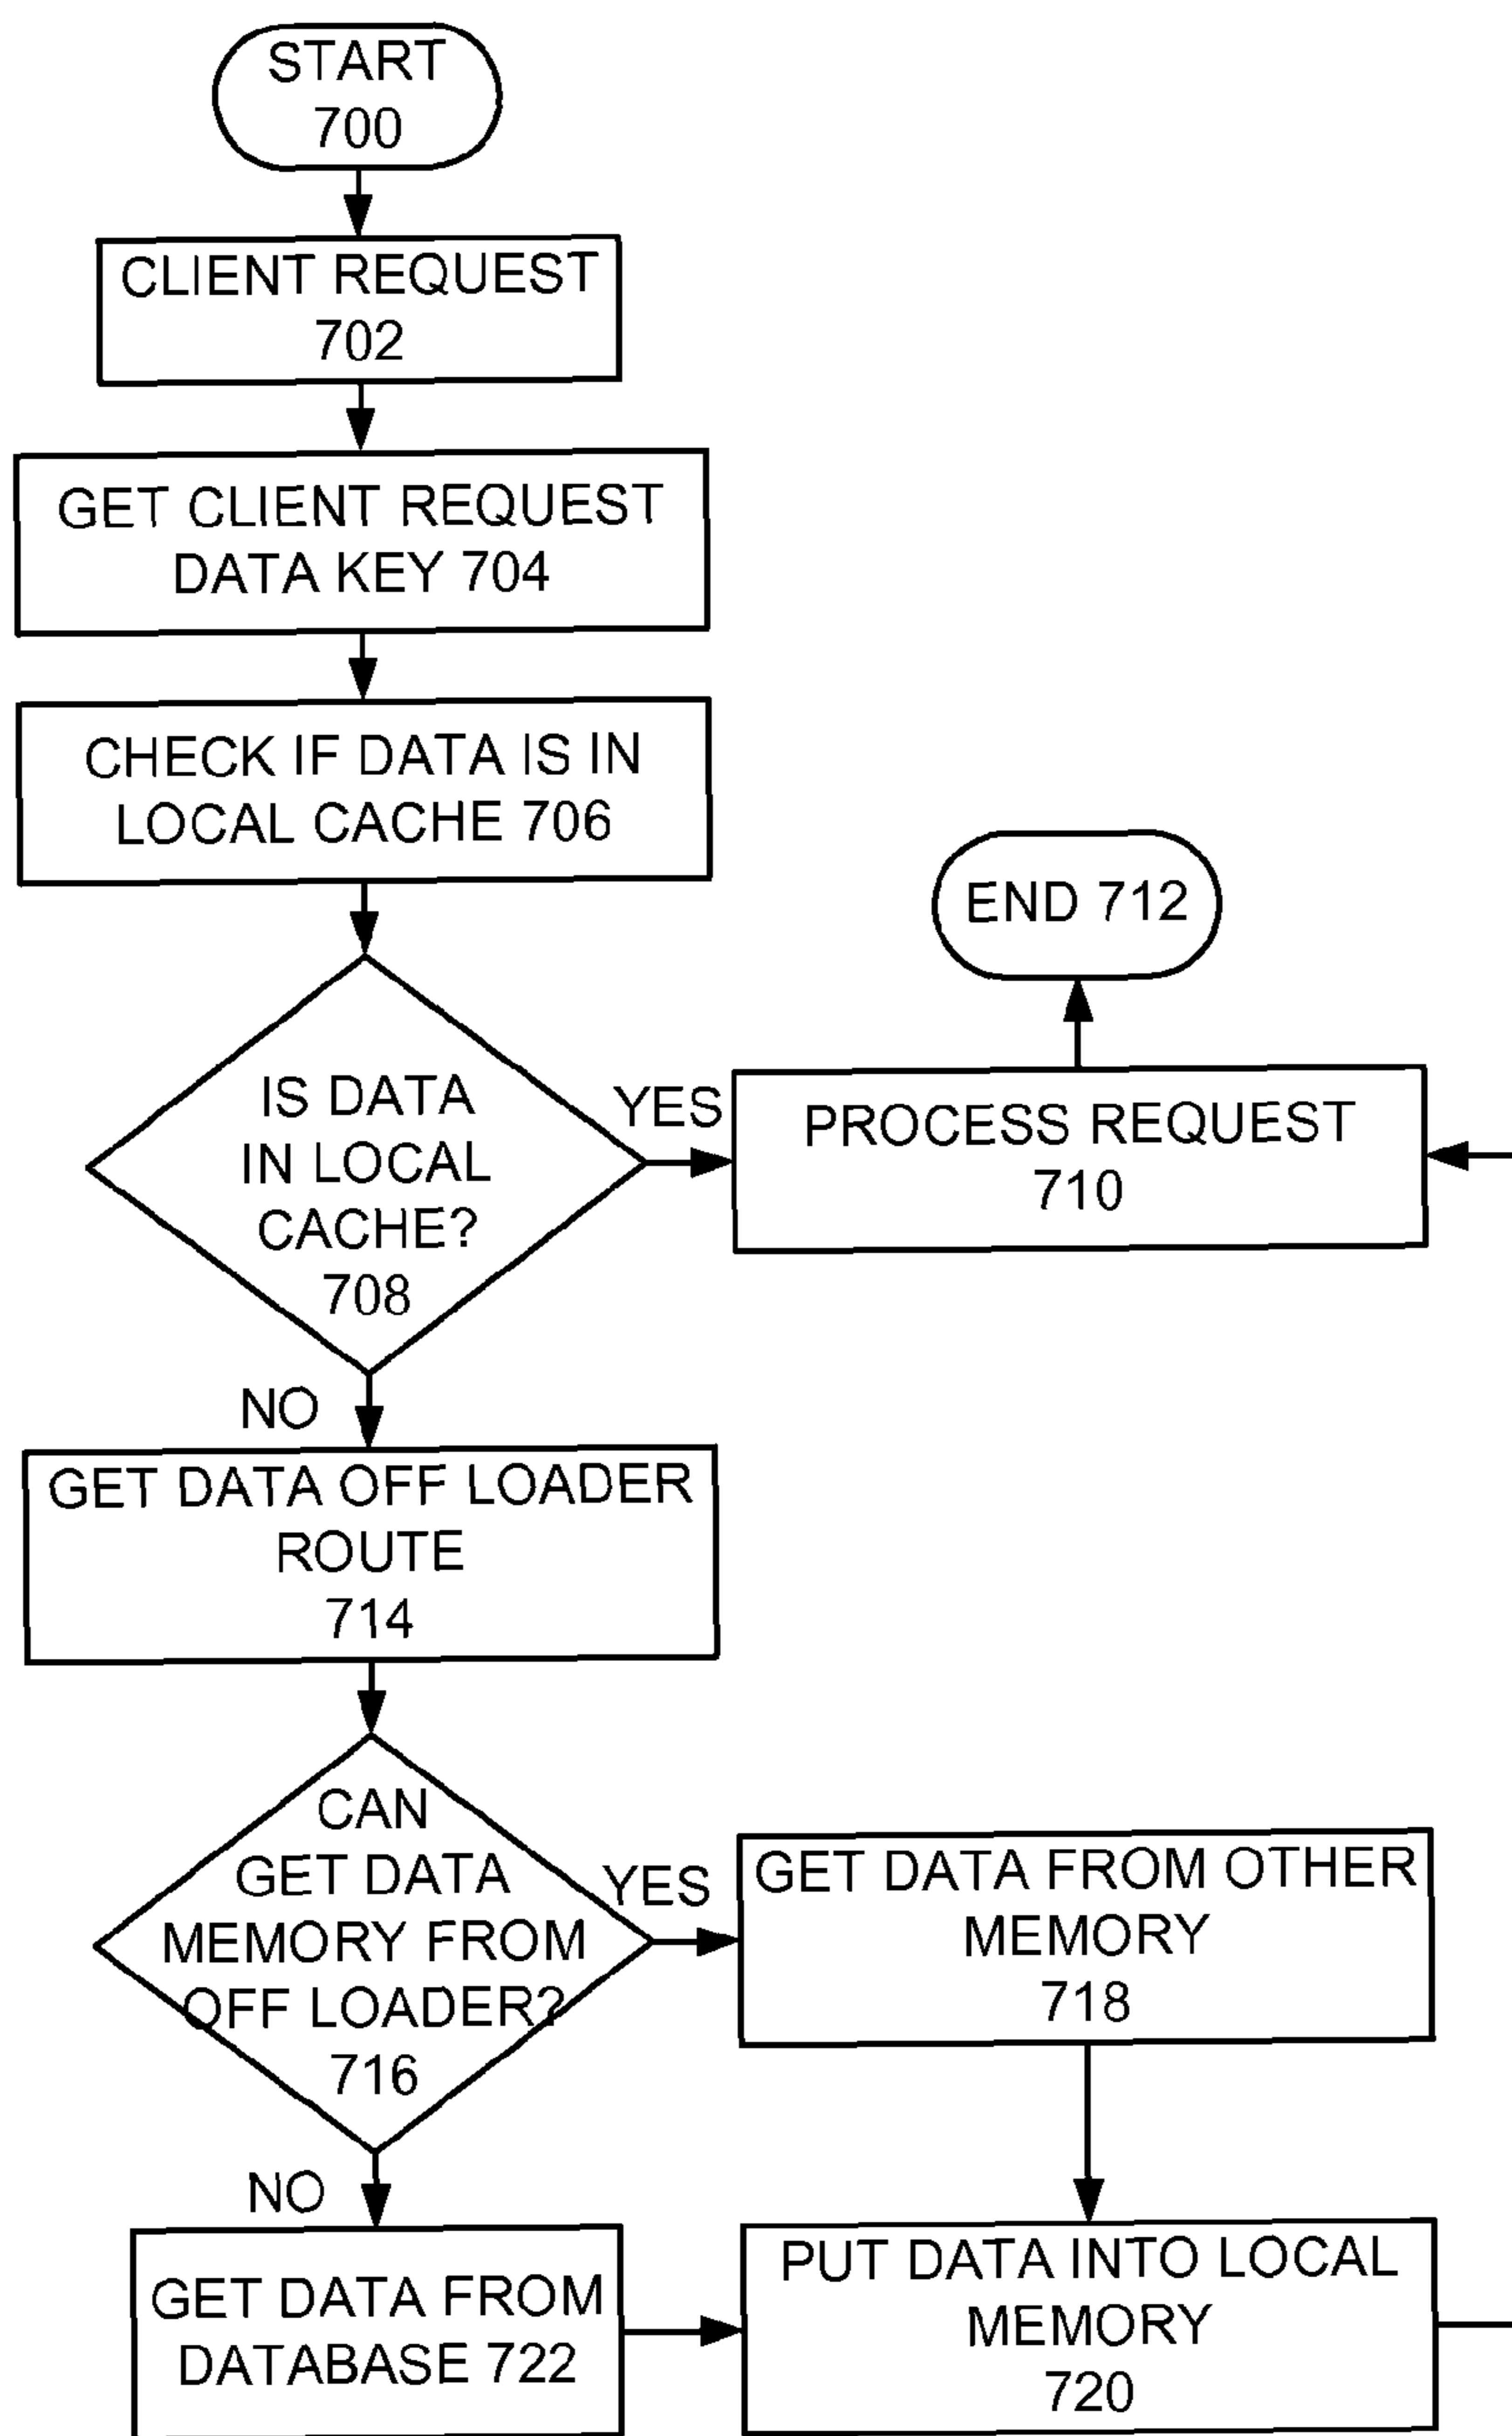 START
700
CLIENT REQUEST
702
GET CLIENT REQUEST
DATA KEY 704
CHECK IF DATA IS IN
LOCAL CACHE 706
END 712
IS DATA
IN LOCAL
CACHE?
708
YES
PROCESS REQUEST
710
NO
GET DATA OFF LOADER
ROUTE
714
CAN
GET DATA
MEMORY FROM
OFF LOADER?
716
YES
GET DATA FROM OTHER
MEMORY
718
NO
GET DATA FROM
DATABASE 722
PUT DATA INTO LOCAL
MEMORY
720